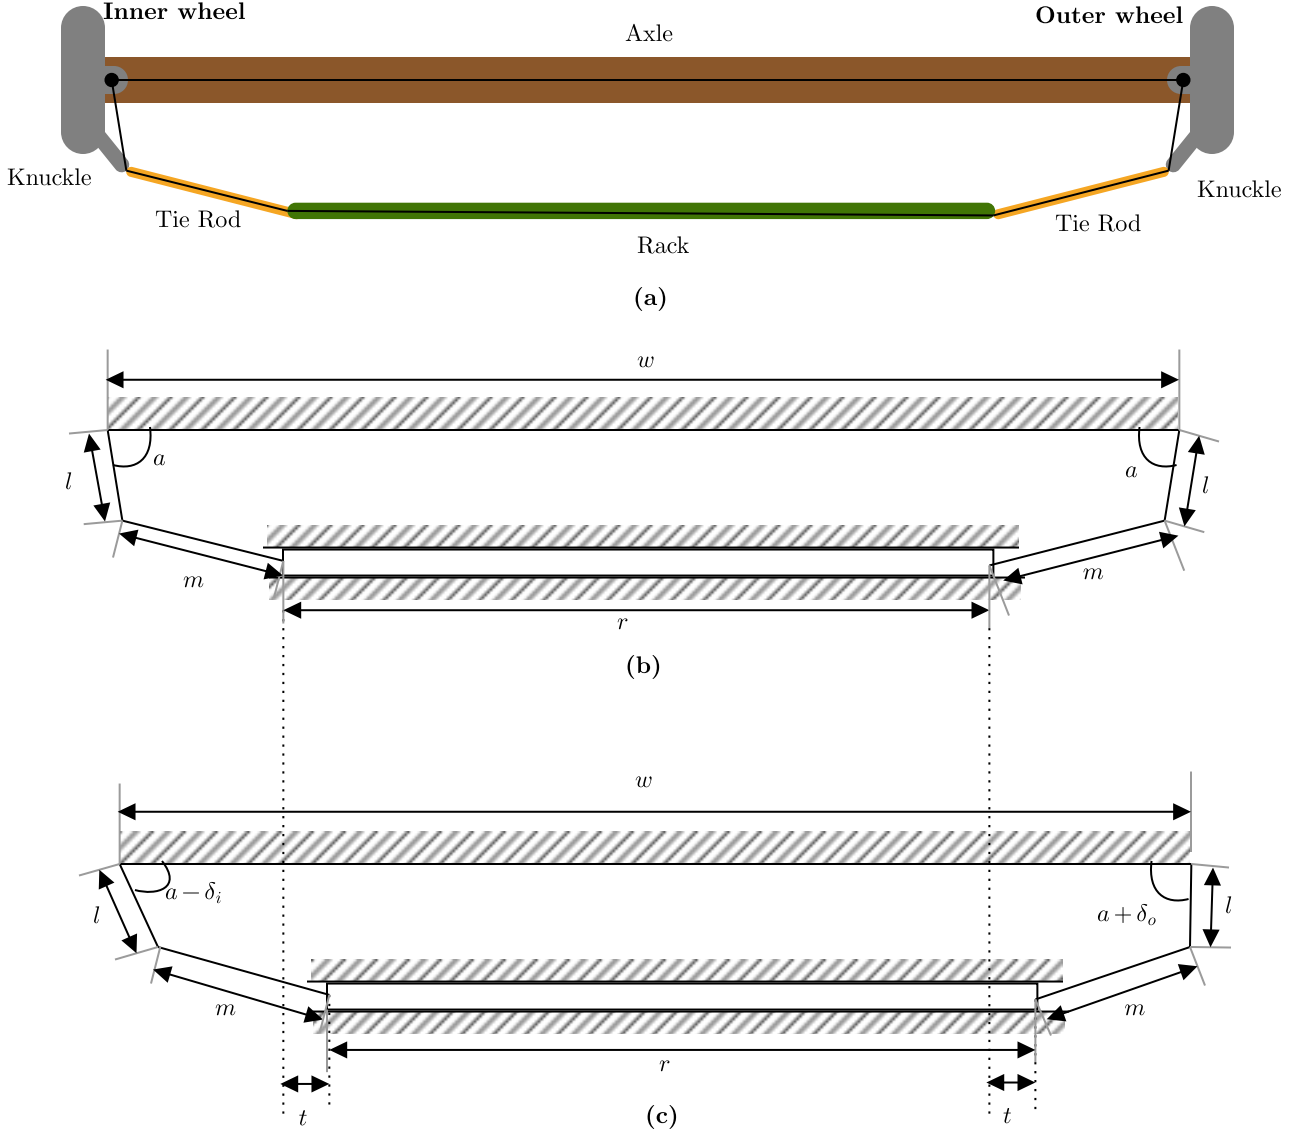 Inner wheel
Outer wheel
Axle
Knuckle
Knuckle
Tie Rod
Tie Rod
Rack
(a)
w
a
a
l
l
m
m
r
(b)
w
a − δ_i
a + δ_o
l
l
m
m
r
t
t
(c)